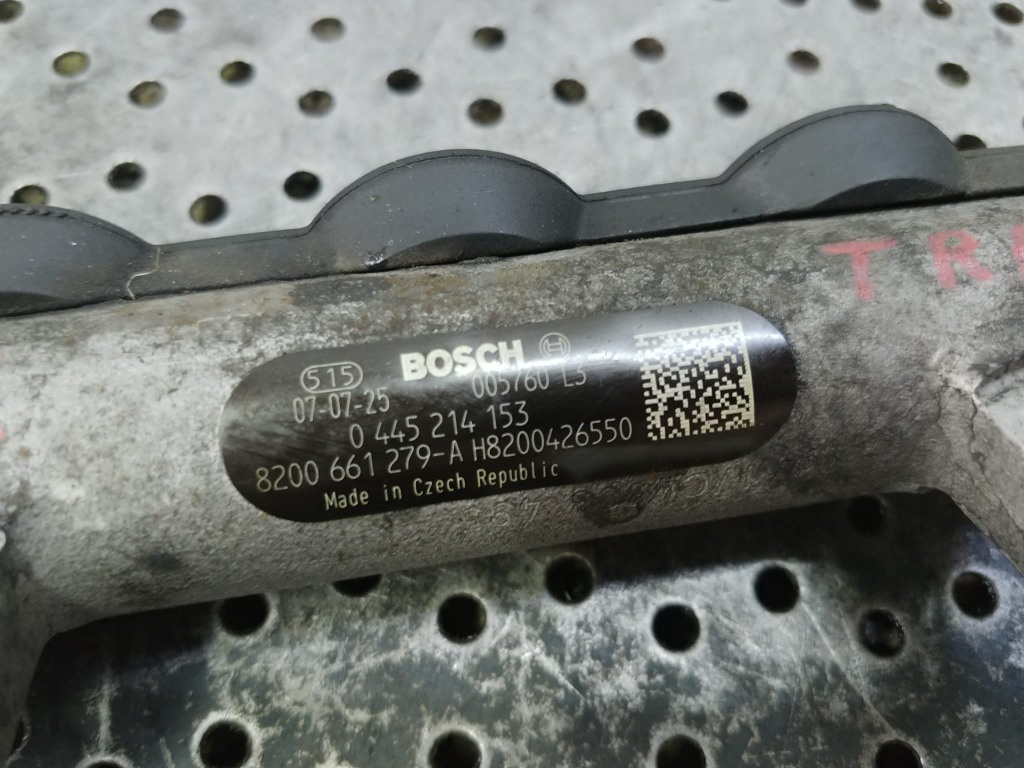 TR
515 BOSCH
07-07-25 005760 L3
0 445 214 153
8200 661 279-A H8200426550
Made in Czech Republic